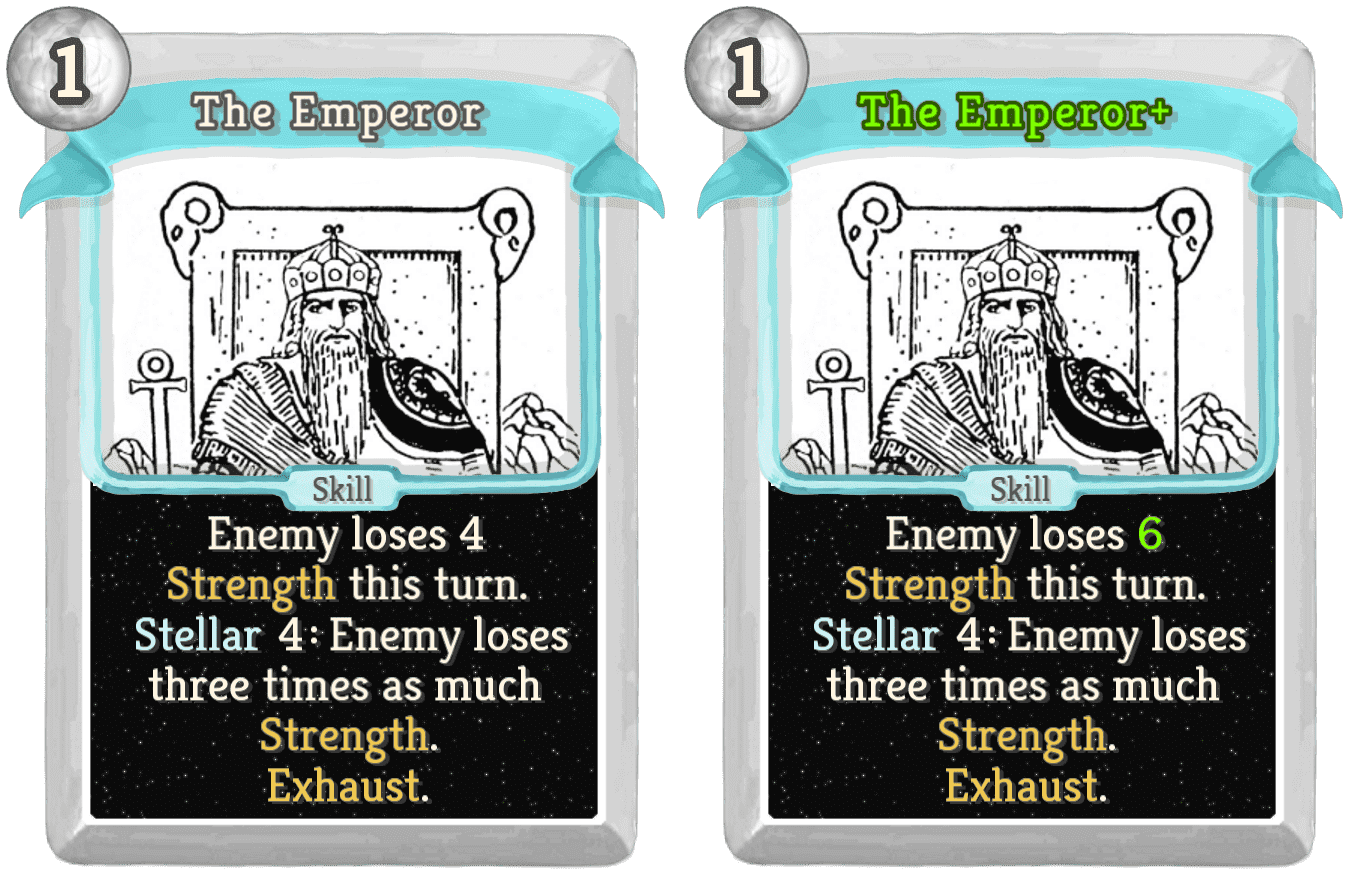 1
The Emperor
Skill
Enemy loses 4
Strength this turn.
Stellar 4: Enemy loses
three times as much
Strength.
Exhaust.
1
The Emperor+
Skill
Enemy loses 6
Strength this turn.
Stellar 4: Enemy loses
three times as much
Strength.
Exhaust.